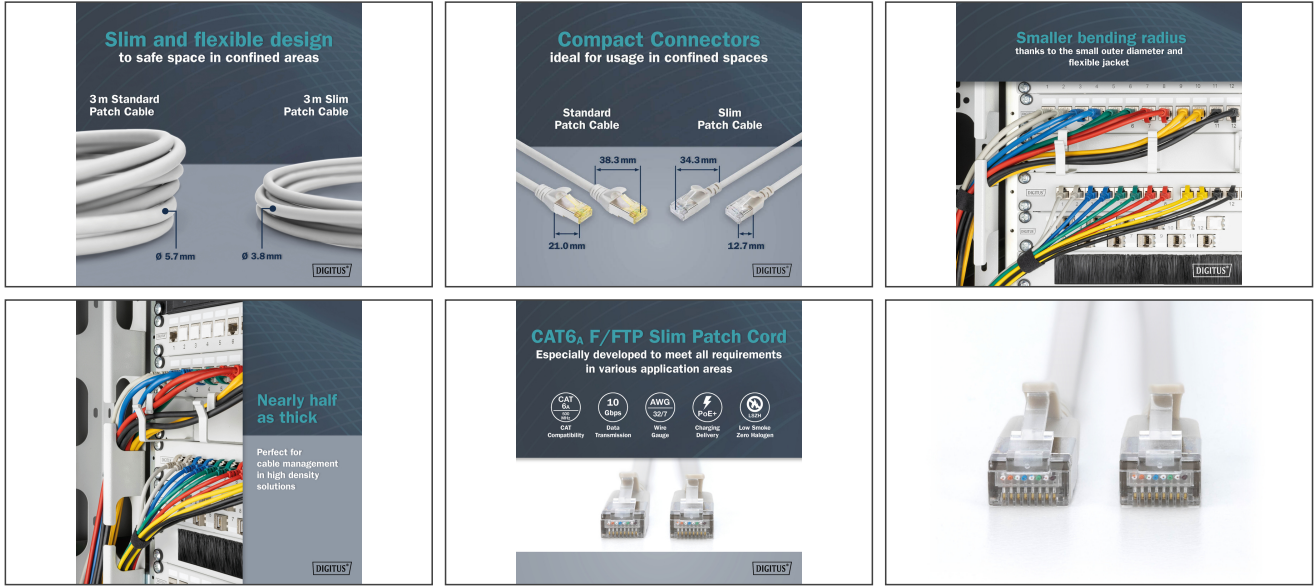 Slim and flexible design
to safe space in confined areas
3 m Standard
Patch Cable
3 m Slim
Patch Cable
Ø 5.7 mm
Ø 3.8 mm
DIGITUS®
Compact Connectors
ideal for usage in confined spaces
Standard
Patch Cable
Slim
Patch Cable
38.3 mm
34.3 mm
21.0 mm
12.7 mm
DIGITUS®
Smaller bending radius
thanks to the small outer diameter and
flexible jacket
DIGITUS®
Nearly half
as thick
Perfect for
cable management
in high density
solutions
DIGITUS®
CAT6A F/FTP Slim Patch Cord
Especially developed to meet all requirements
in various application areas
CAT
6A
500
MHz
CAT
Compatibility
10
Gbps
Data
Transmission
AWG
32/7
Wire
Gauge
PoE+
Charging
Delivery
LSZH
Low Smoke
Zero Halogen
DIGITUS®